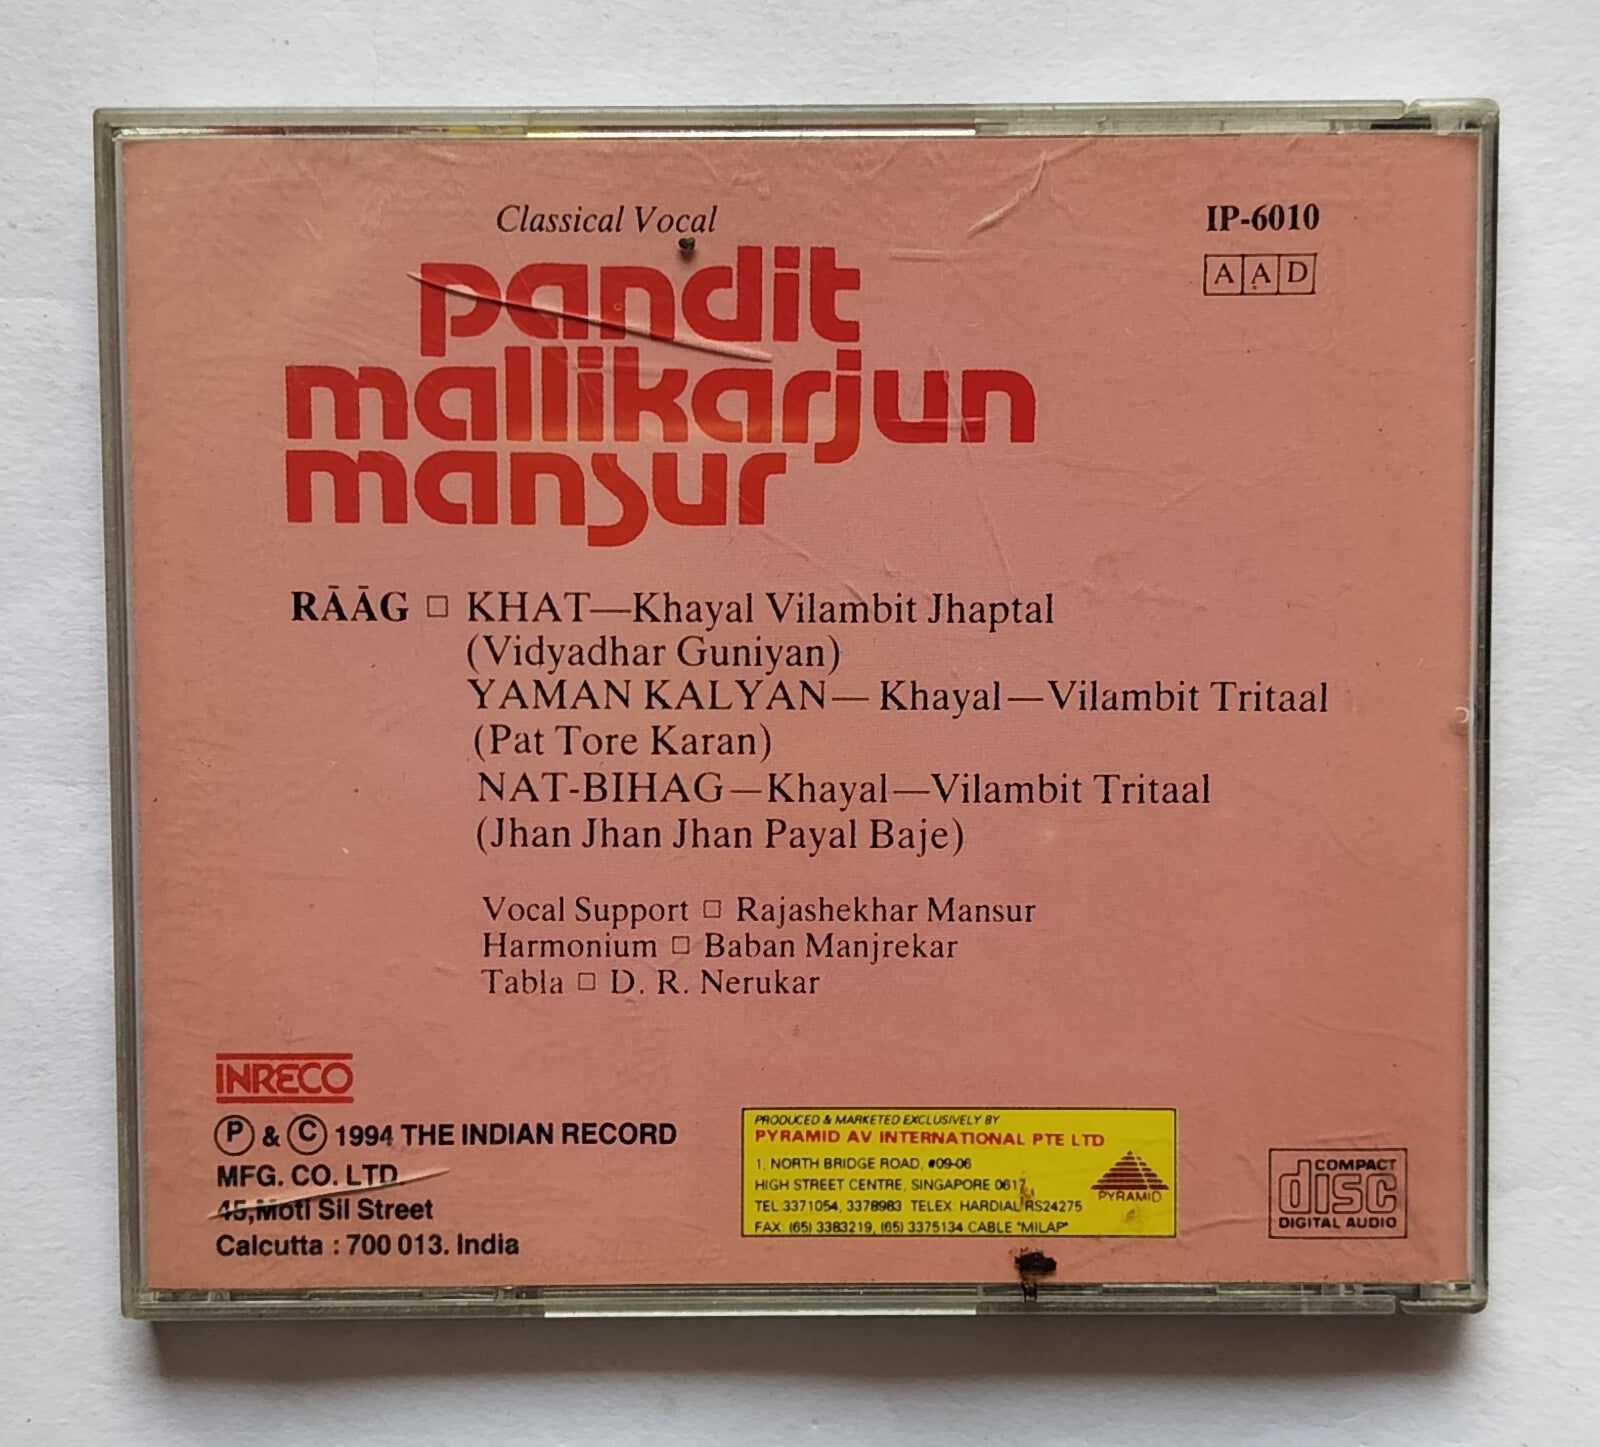 Classical Vocal
IP-6010
A A D
pandit
mallikarjun
mansur
RĀĀG □ KHAT—Khayal Vilambit Jhaptal
(Vidyadhar Guniyan)
YAMAN KALYAN—Khayal—Vilambit Tritaal
(Pat Tore Karan)
NAT-BIHAG—Khayal—Vilambit Tritaal
(Jhan Jhan Jhan Payal Baje)
Vocal Support □ Rajashekhar Mansur
Harmonium □ Baban Manjrekar
Tabla □ D. R. Nerukar
INRECO
Ⓟ & Ⓒ 1994 THE INDIAN RECORD
MFG. CO. LTD.
45,Moti Sil Street
Calcutta : 700 013. India
PRODUCED & MARKETED EXCLUSIVELY BY
PYRAMID AV INTERNATIONAL PTE LTD
1, NORTH BRIDGE ROAD, #09-06
HIGH STREET CENTRE, SINGAPORE 0617
TEL:3371054, 3378983 TELEX: HARDIAL RS24275
FAX: (65) 3383219, (65) 3375134 CABLE "MILAP"
PYRAMID
COMPACT
disc
DIGITAL AUDIO